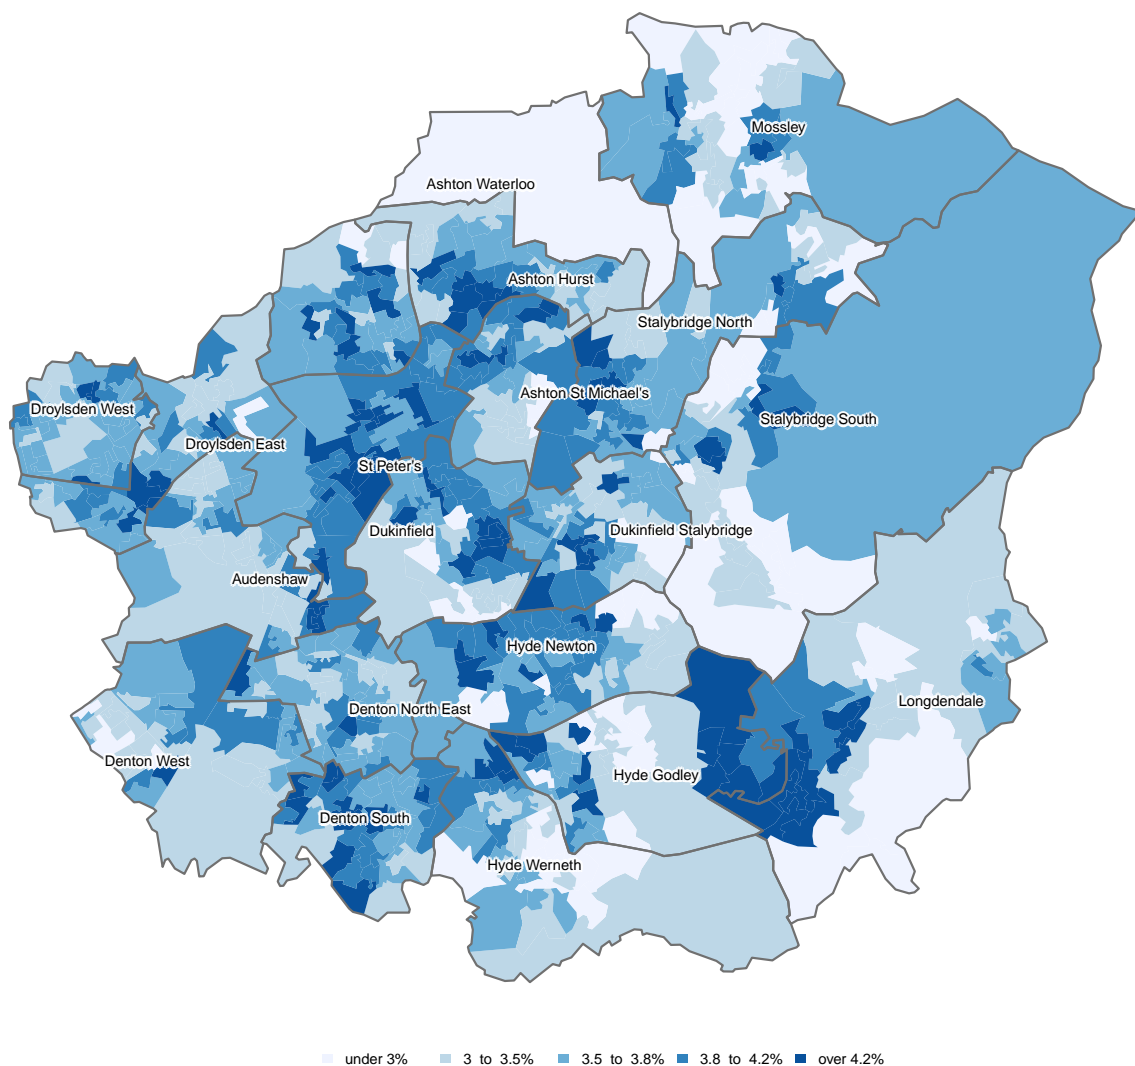 Mossley
Ashton Waterloo
Ashton Hurst
Stalybridge North
Ashton St Michael's
Droylsden West
Stalybridge South
Droylsden East
St Peter's
Dukinfield
Dukinfield Stalybridge
Audenshaw
Hyde Newton
Longdendale
Denton North East
Denton West
Hyde Godley
Denton South
Hyde Werneth
under 3% 3 to 3.5% 3.5 to 3.8% 3.8 to 4.2% over 4.2%